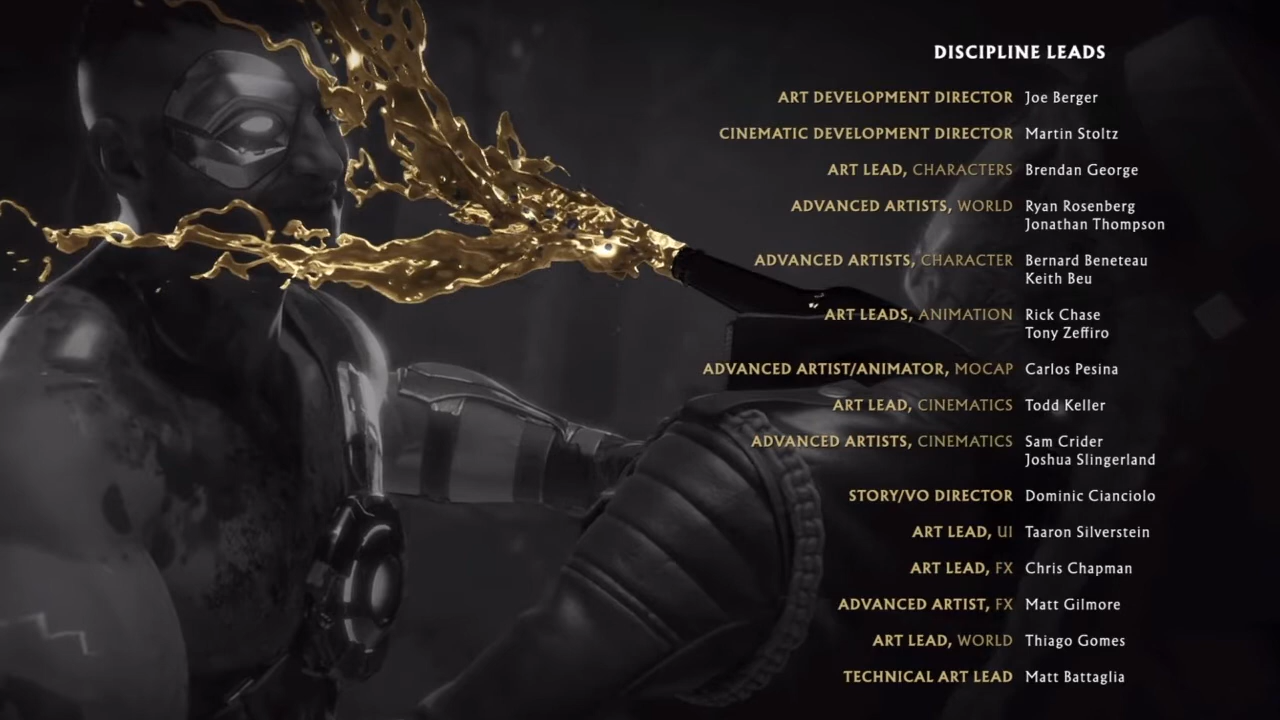 DISCIPLINE LEADS
ART DEVELOPMENT DIRECTOR Joe Berger
CINEMATIC DEVELOPMENT DIRECTOR Martin Stoltz
ART LEAD, CHARACTERS Brendan George
ADVANCED ARTISTS, WORLD Ryan Rosenberg
Jonathan Thompson
ADVANCED ARTISTS, CHARACTER Bernard Beneteau
Keith Beu
ART LEADS, ANIMATION Rick Chase
Tony Zeffiro
ADVANCED ARTIST/ANIMATOR, MOCAP Carlos Pesina
ART LEAD, CINEMATICS Todd Keller
ADVANCED ARTISTS, CINEMATICS Sam Crider
Joshua Slingerland
STORY/VO DIRECTOR Dominic Cianciolo
ART LEAD, UI Taaron Silverstein
ART LEAD, FX Chris Chapman
ADVANCED ARTIST, FX Matt Gilmore
ART LEAD, WORLD Thiago Gomes
TECHNICAL ART LEAD Matt Battaglia